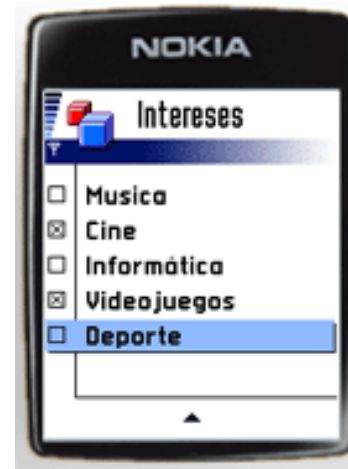 NOKIA
Intereses
Musica
Cine
Informática
Videojuegos
Deporte